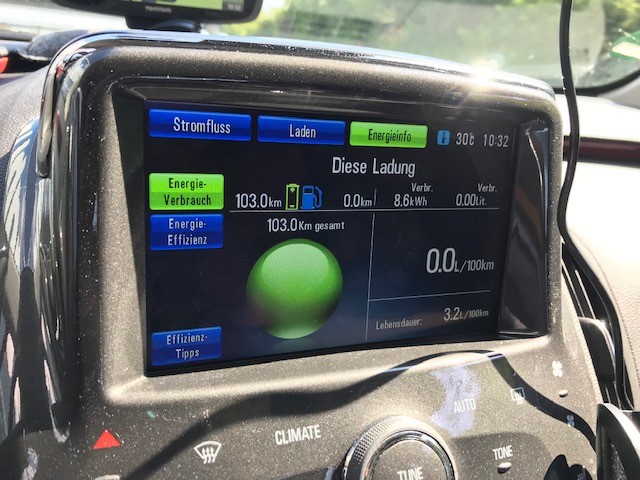 Stromfluss Laden Energieinfo 30°C 10:32
Diese Ladung
Energie-
Verbrauch
Verbr. Verbr.
103.0km 0.0km 8.6kWh 0.00Lit.
103.0Km gesamt
Energie-
Effizienz
0.0L/100km
Lebensdauer: 3.2L/100km
Effizienz-
Tipps
CLIMATE
AUTO
TUNE
TONE